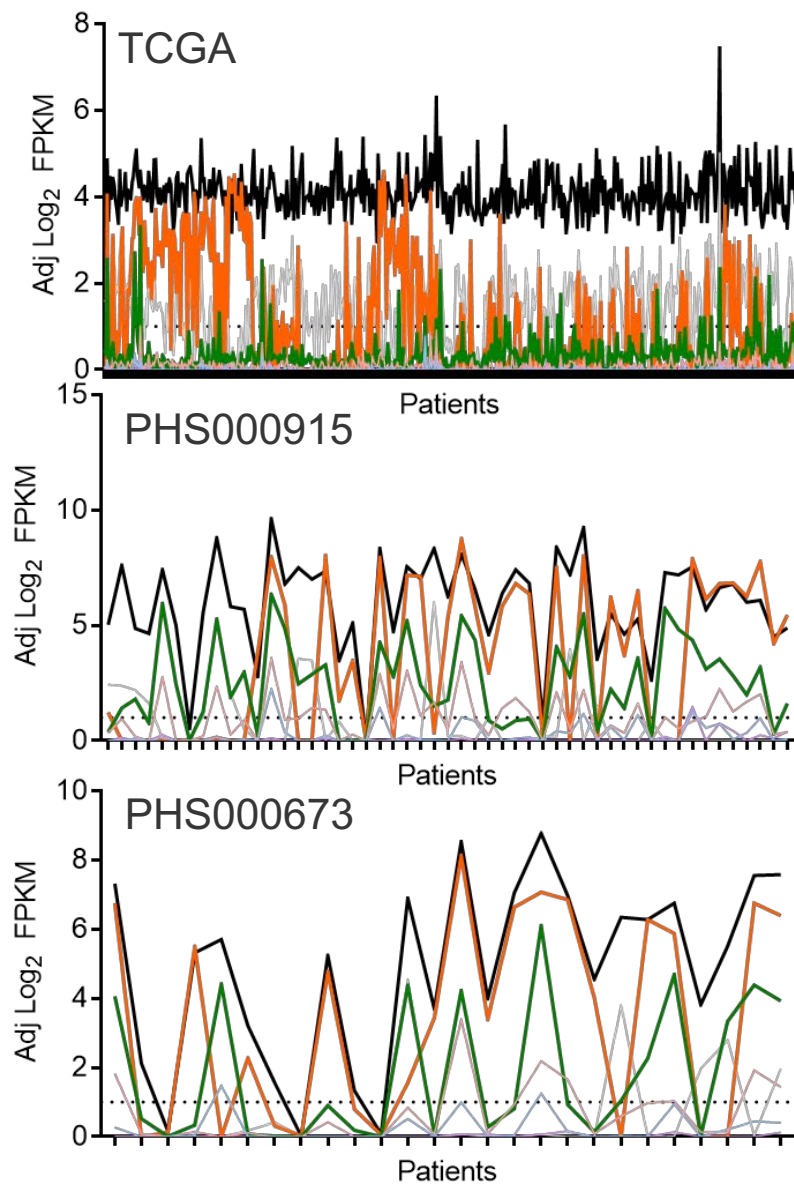 TCGA
8
6
4
2
0
Adj Log₂ FPKM
Patients
PHS000915
15
10
5
0
Adj Log₂ FPKM
Patients
PHS000673
10
8
6
4
2
0
Adj Log₂ FPKM
Patients